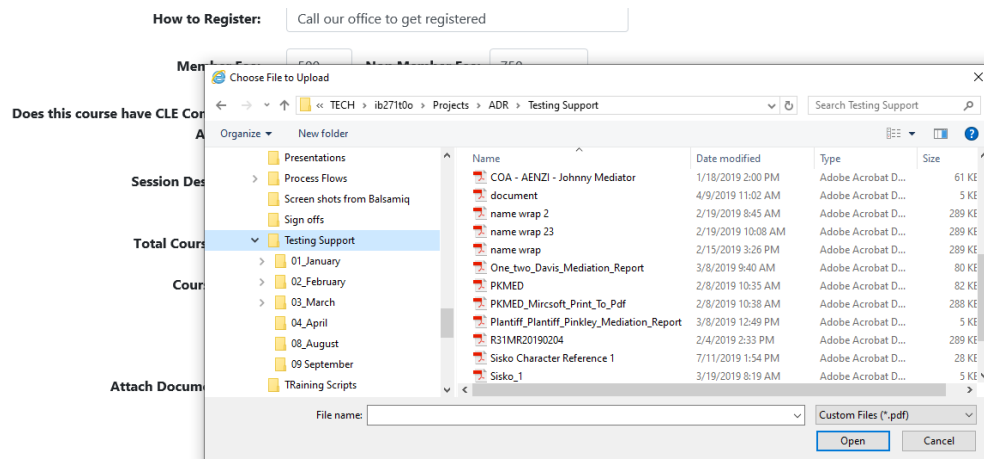 How to Register: Call our office to get registered
Choose File to Upload
« TECH › ib271t0o › Projects › ADR › Testing Support
Search Testing Support
Organize New folder
Does this course have CLE
Session
Total
Attach
Presentations
Process Flows
Screen shots from Balsamiq
Sign offs
Testing Support
01_January
02_February
03_March
04_April
08_August
09 September
TRaining Scripts
Name Date modified Type Size
COA - AENZI - Johnny Mediator 1/18/2019 2:00 PM Adobe Acrobat D... 61 KB
document 4/9/2019 11:02 AM Adobe Acrobat D... 5 KB
name wrap 2 2/19/2019 8:45 AM Adobe Acrobat D... 289 KB
name wrap 23 2/19/2019 10:08 AM Adobe Acrobat D... 289 KB
name wrap 2/15/2019 3:26 PM Adobe Acrobat D... 289 KB
One_two_Davis_Mediation_Report 3/8/2019 9:40 AM Adobe Acrobat D... 80 KB
PKMED 2/8/2019 10:35 AM Adobe Acrobat D... 82 KB
PKMED_Mircsoft_Print_To_Pdf 2/8/2019 10:38 AM Adobe Acrobat D... 288 KB
Plantiff_Plantiff_Pinkley_Mediation_Report 3/8/2019 12:49 PM Adobe Acrobat D... 5 KB
R31MR20190204 2/4/2019 2:33 PM Adobe Acrobat D... 289 KB
Sisko Character Reference 1 7/11/2019 1:54 PM Adobe Acrobat D... 28 KB
Sisko_1 3/19/2019 8:19 AM Adobe Acrobat D... 5 KB
File name: Custom Files (*.pdf)
Open Cancel